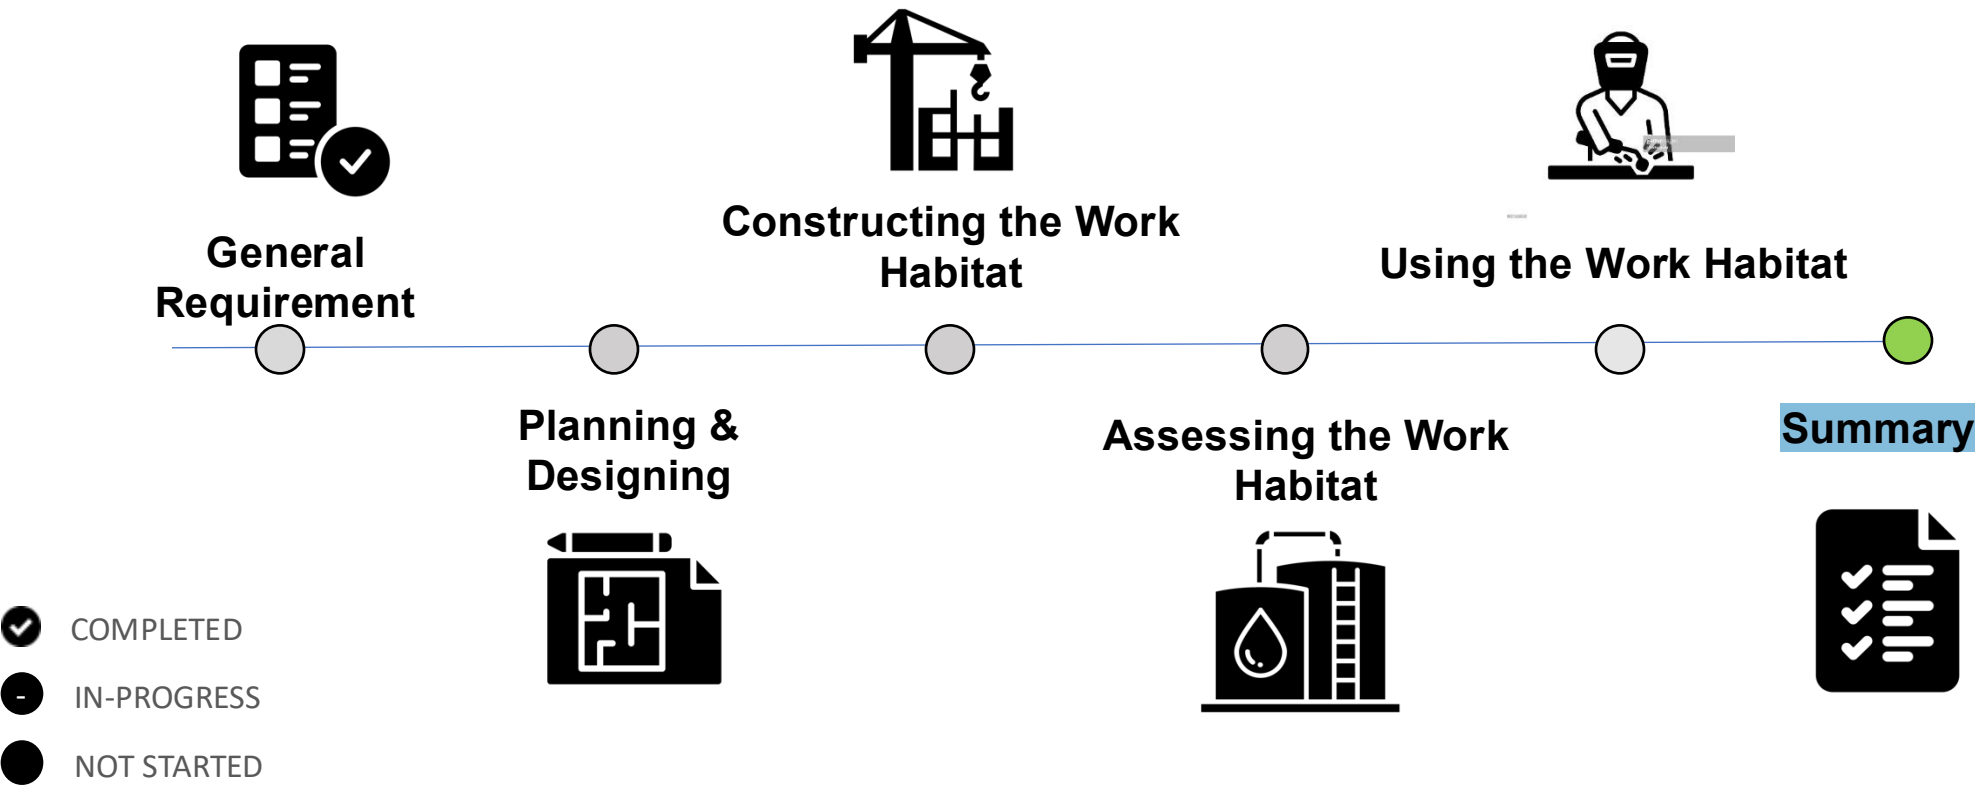 General
Requirement
Constructing the Work
Habitat
Using the Work Habitat
Planning &
Designing
Assessing the Work
Habitat
Summary
COMPLETED
- IN-PROGRESS
NOT STARTED